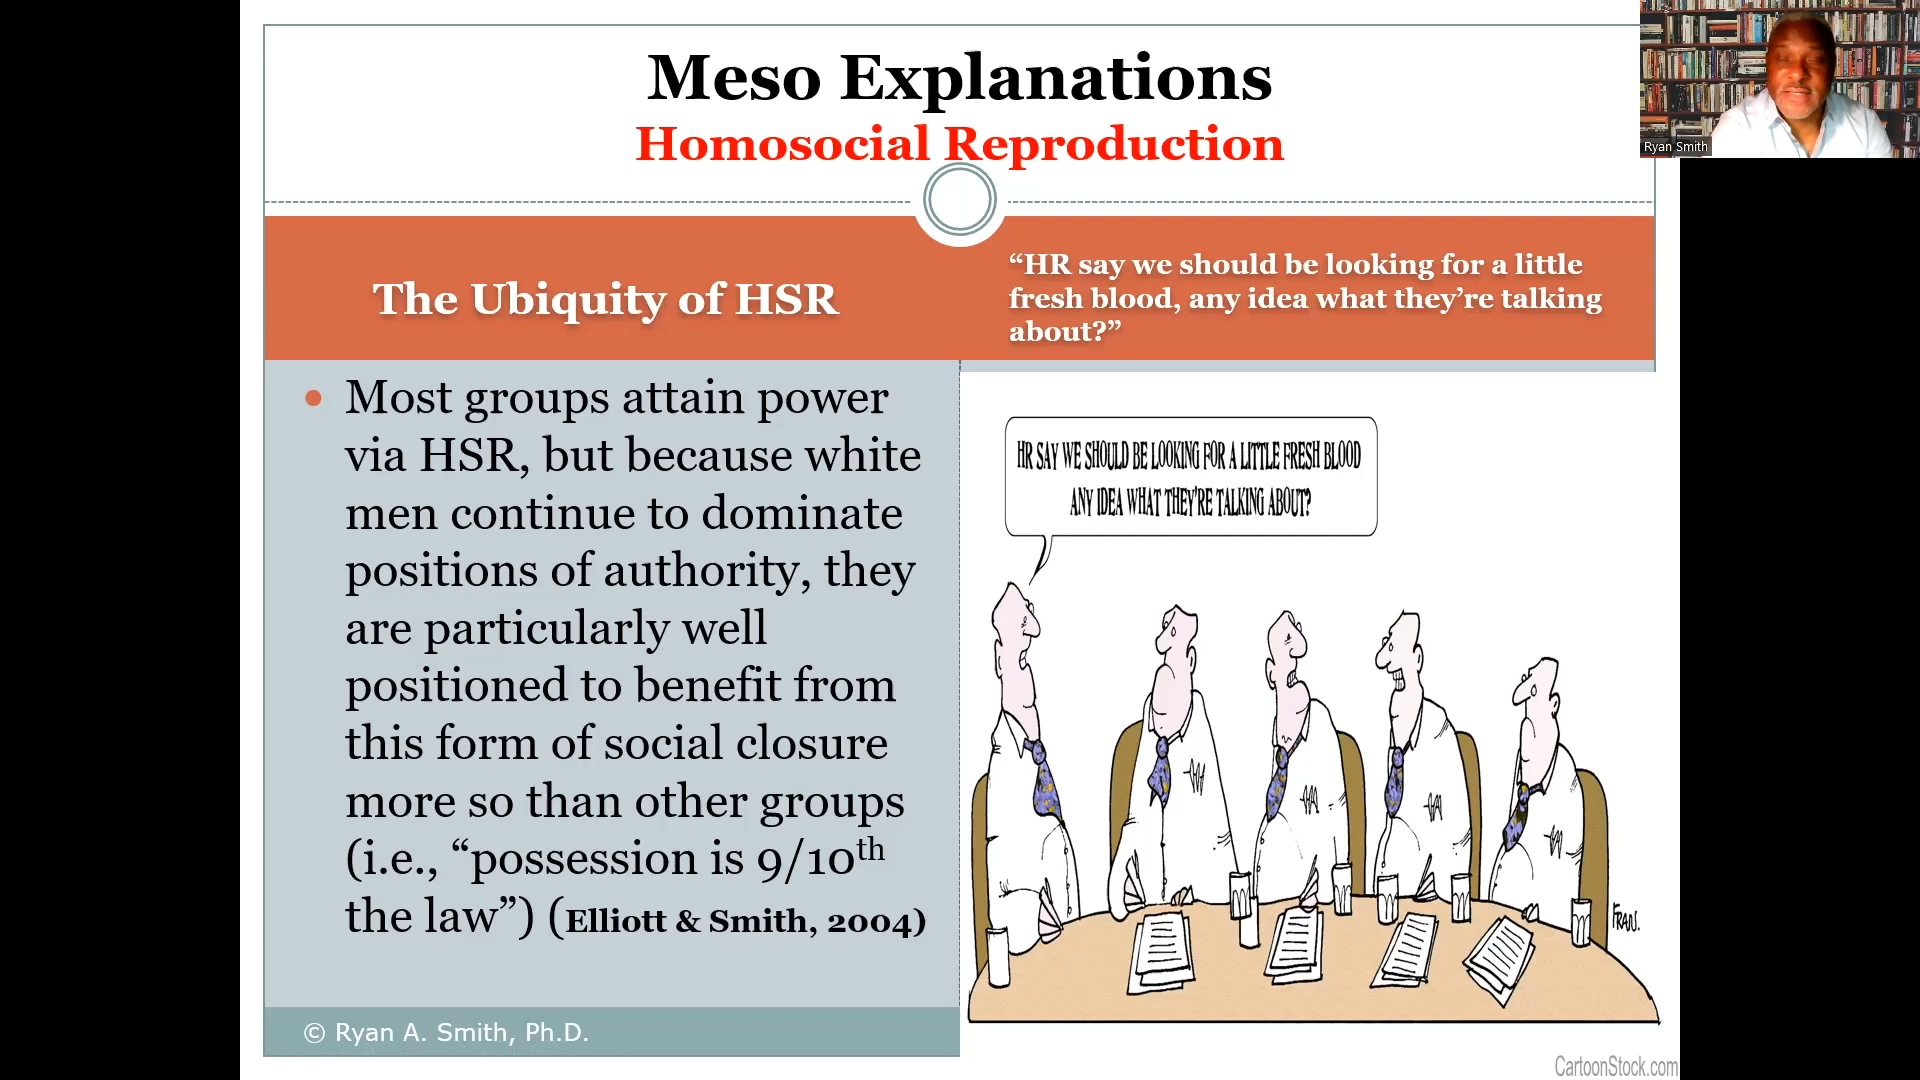 Meso Explanations
Homosocial Reproduction
Ryan Smith
The Ubiquity of HSR
“HR say we should be looking for a little
fresh blood, any idea what they’re talking
about?”
• Most groups attain power
via HSR, but because white
men continue to dominate
positions of authority, they
are particularly well
positioned to benefit from
this form of social closure
more so than other groups
(i.e., “possession is 9/10th
the law”) (Elliott & Smith, 2004)
HR SAY WE SHOULD BE LOOKING FOR A LITTLE FRESH BLOOD
ANY IDEA WHAT THEY'RE TALKING ABOUT?
© Ryan A. Smith, Ph.D.
CartoonStock.com